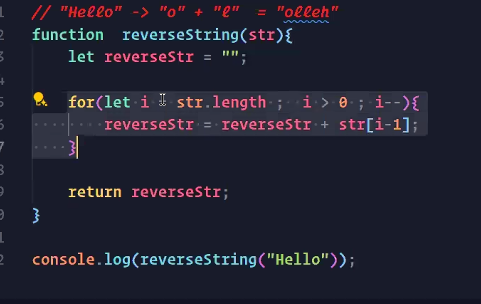 // "Hello" -> "o" + "l"  = "olleh"
function  reverseString(str){
let reverseStr = "";
for(let i   str.length ;  i > 0 ; i--){
reverseStr = reverseStr + str[i-1];
}
return reverseStr;
}
console.log(reverseString("Hello"));